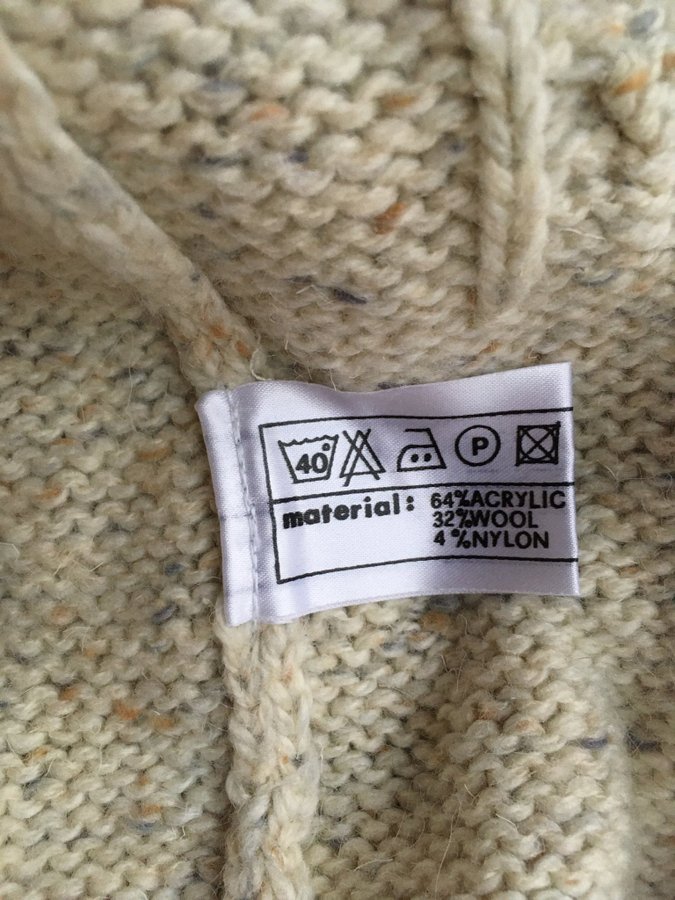 40°
P
material: 64%ACRYLIC
32%WOOL
4%NYLON